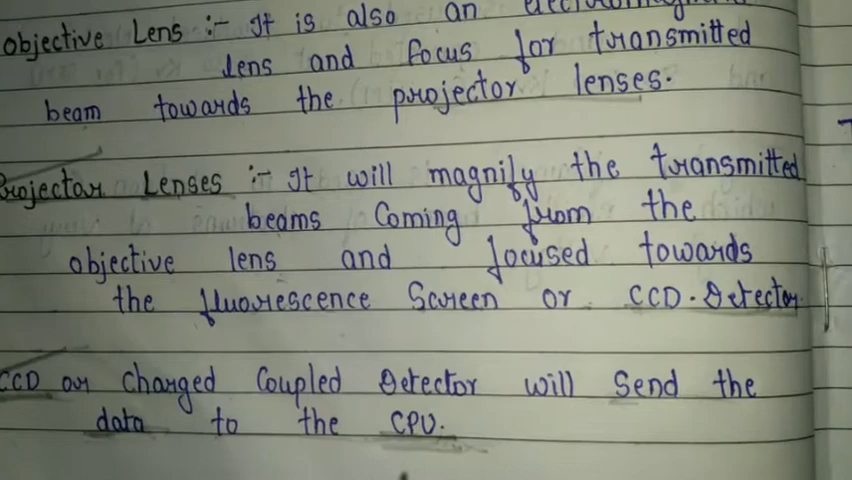 objective Lens :- It is also an
lens and focus for transmitted
beam towards the projector lenses.
Projector Lenses :- It will magnify the transmitted
beams Coming from the
objective lens and focused towards
the fluorescence Screen or CCD. Detector
CCD or Charged Coupled Detector will Send the
data to the CPU.